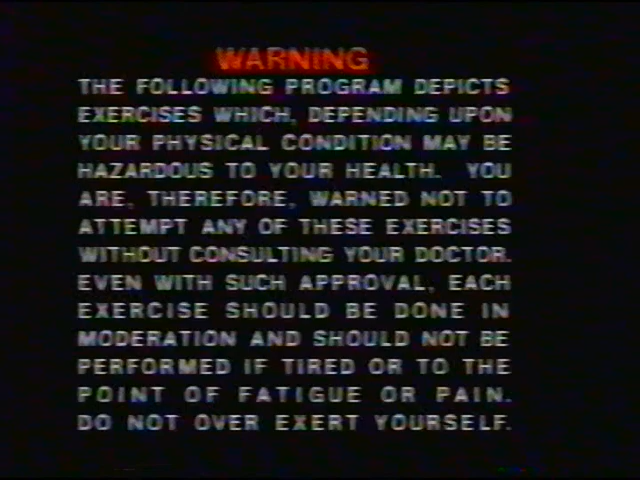 WARNING
THE FOLLOWING PROGRAM DEPICTS
EXERCISES WHICH, DEPENDING UPON
YOUR PHYSICAL CONDITION MAY BE
HAZARDOUS TO YOUR HEALTH. YOU
ARE, THEREFORE, WARNED NOT TO
ATTEMPT ANY OF THESE EXERCISES
WITHOUT CONSULTING YOUR DOCTOR.
EVEN WITH SUCH APPROVAL, EACH
EXERCISE SHOULD BE DONE IN
MODERATION AND SHOULD NOT BE
PERFORMED IF TIRED OR TO THE
POINT OF FATIGUE OR PAIN.
DO NOT OVER EXERT YOURSELF.